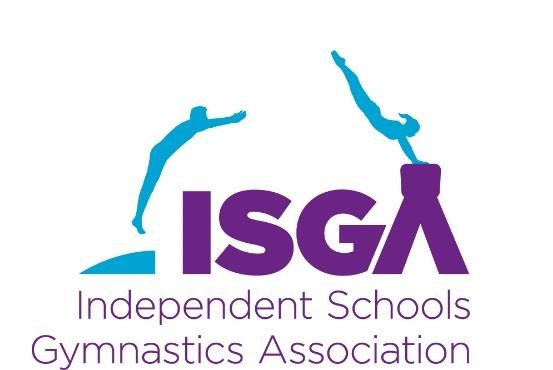 ISGA
Independent Schools
Gymnastics Association